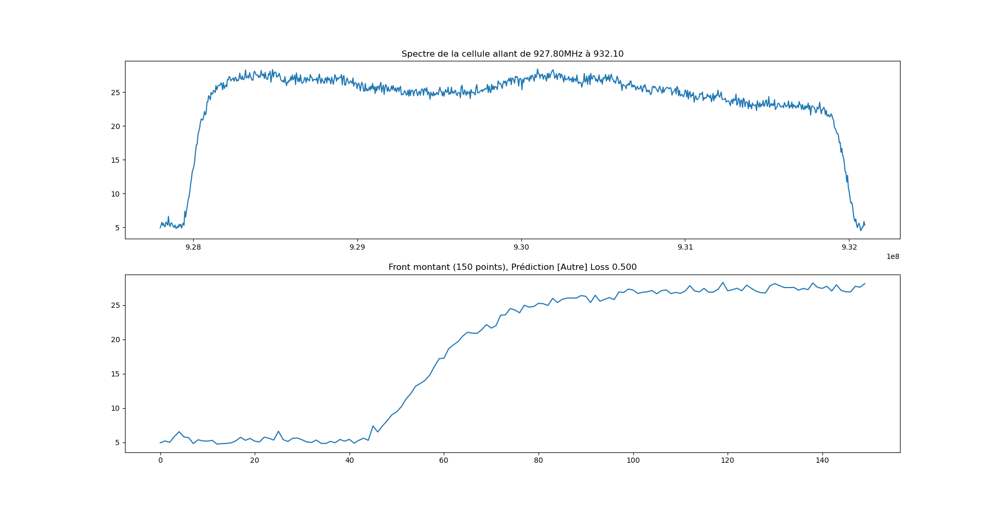 Spectre de la cellule allant de 927.80MHz à 932.10
25
20
15
10
5
9.28 9.29 9.30 9.31 9.32
1e8
Front montant (150 points), Prédiction [Autre] Loss 0.500
25
20
15
10
5
0 20 40 60 80 100 120 140